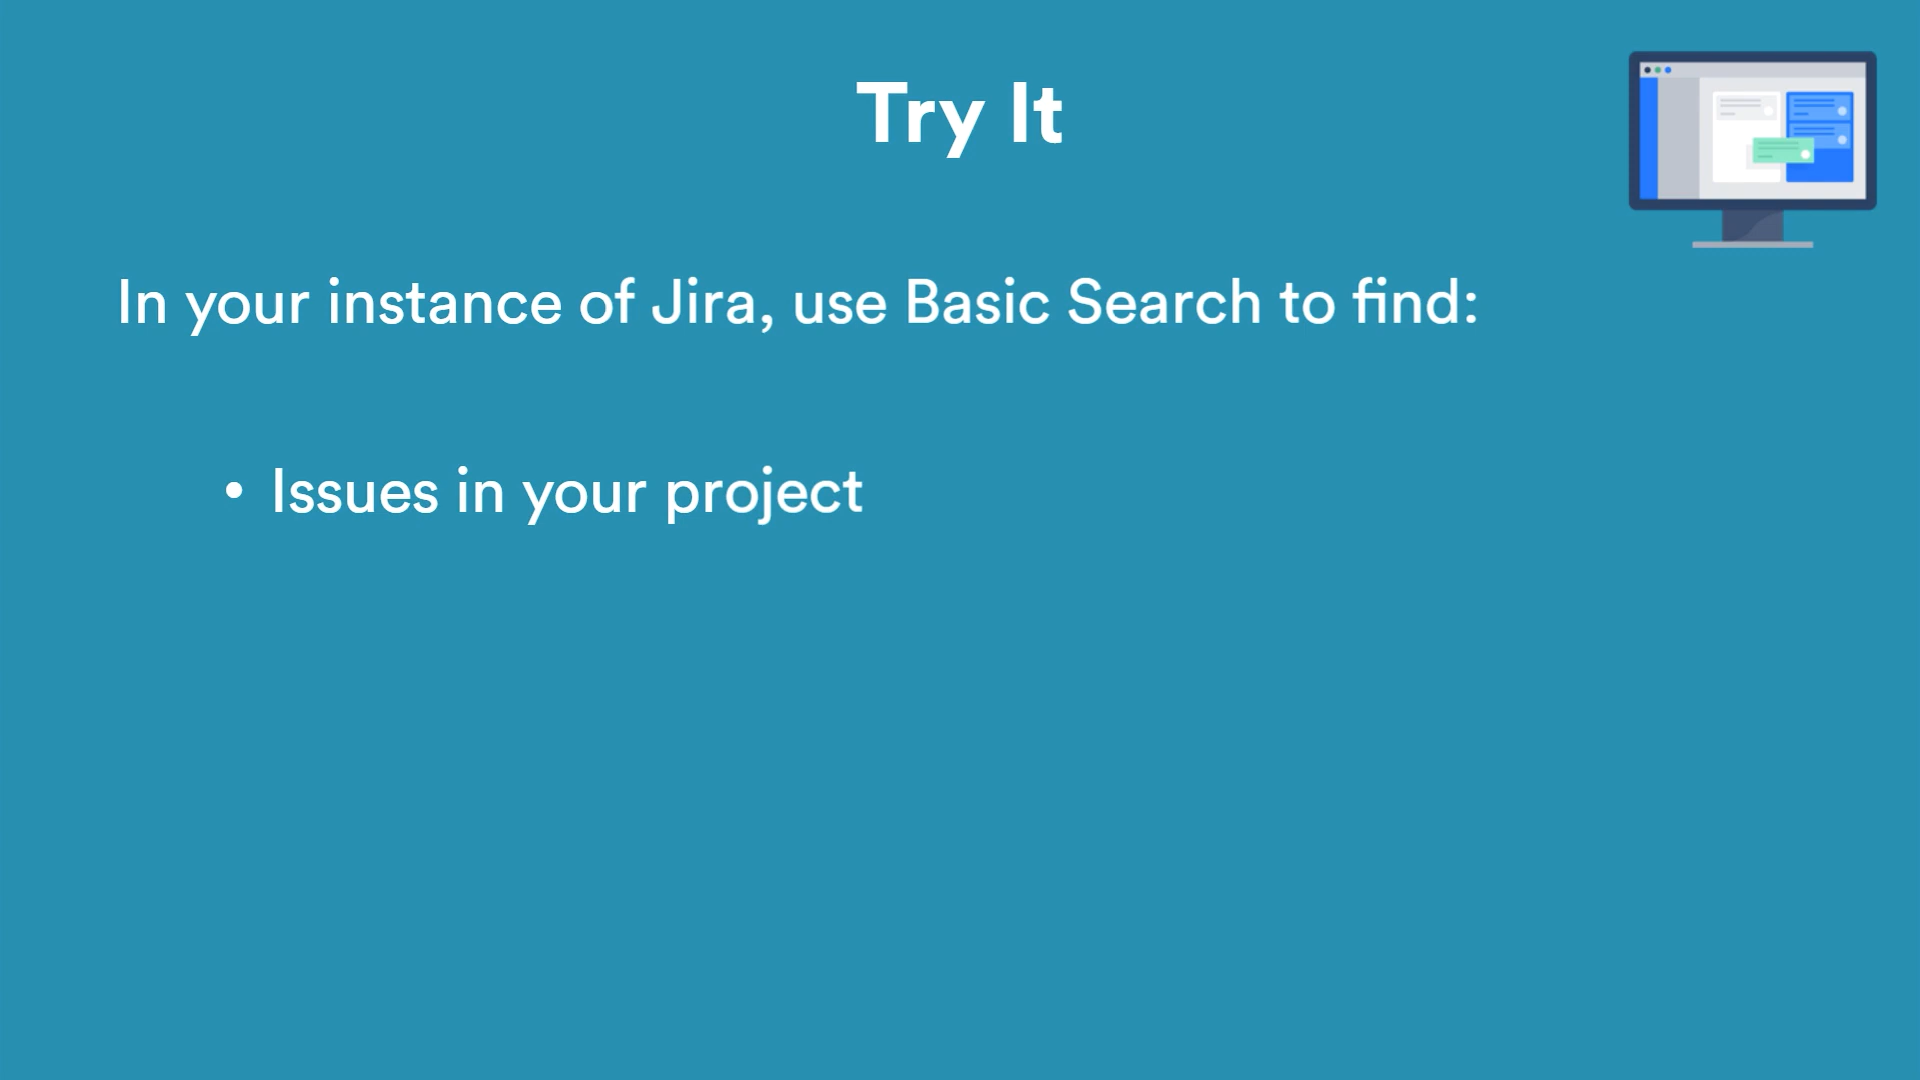 Try It
In your instance of Jira, use Basic Search to find:
• Issues in your project